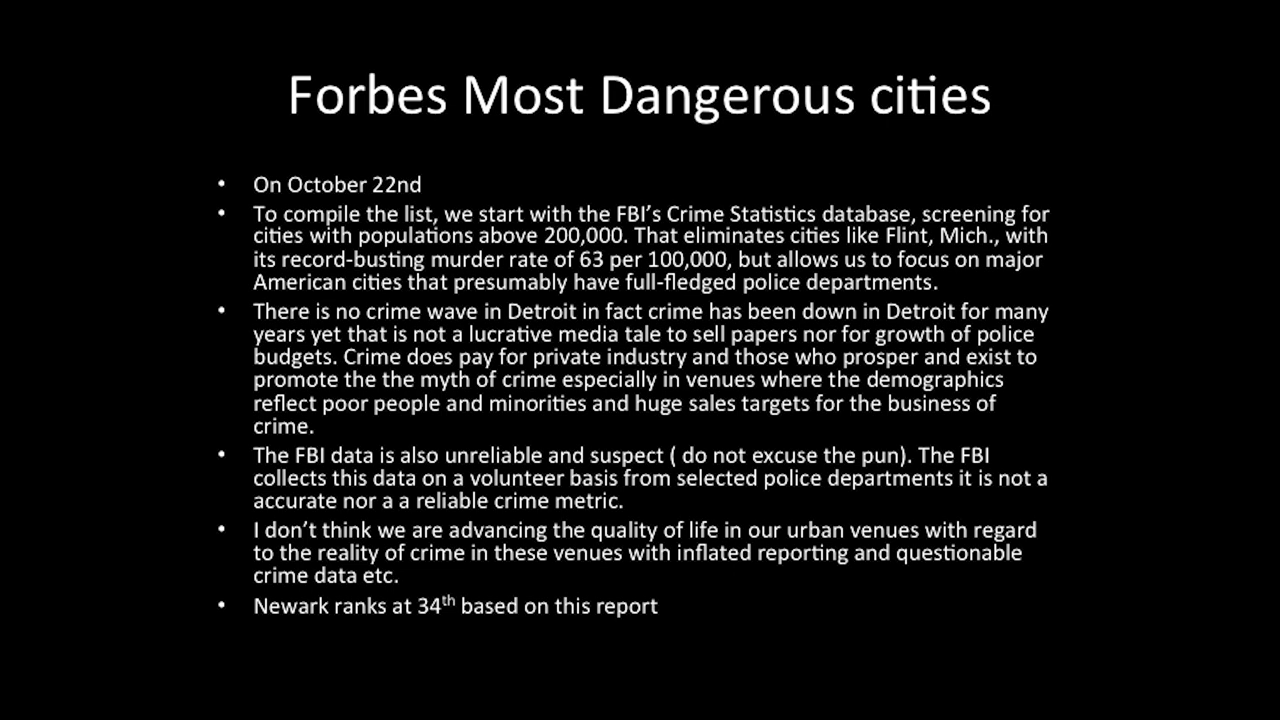 Forbes Most Dangerous cities
• On October 22nd
• To compile the list, we start with the FBI’s Crime Statistics database, screening for
cities with populations above 200,000. That eliminates cities like Flint, Mich., with
its record-busting murder rate of 63 per 100,000, but allows us to focus on major
American cities that presumably have full-fledged police departments.
• There is no crime wave in Detroit in fact crime has been down in Detroit for many
years yet that is not a lucrative media tale to sell papers nor for growth of police
budgets. Crime does pay for private industry and those who prosper and exist to
promote the the myth of crime especially in venues where the demographics
reflect poor people and minorities and huge sales targets for the business of
crime.
• The FBI data is also unreliable and suspect ( do not excuse the pun). The FBI
collects this data on a volunteer basis from selected police departments it is not a
accurate nor a a reliable crime metric.
• I don’t think we are advancing the quality of life in our urban venues with regard
to the reality of crime in these venues with inflated reporting and questionable
crime data etc.
• Newark ranks at 34th based on this report